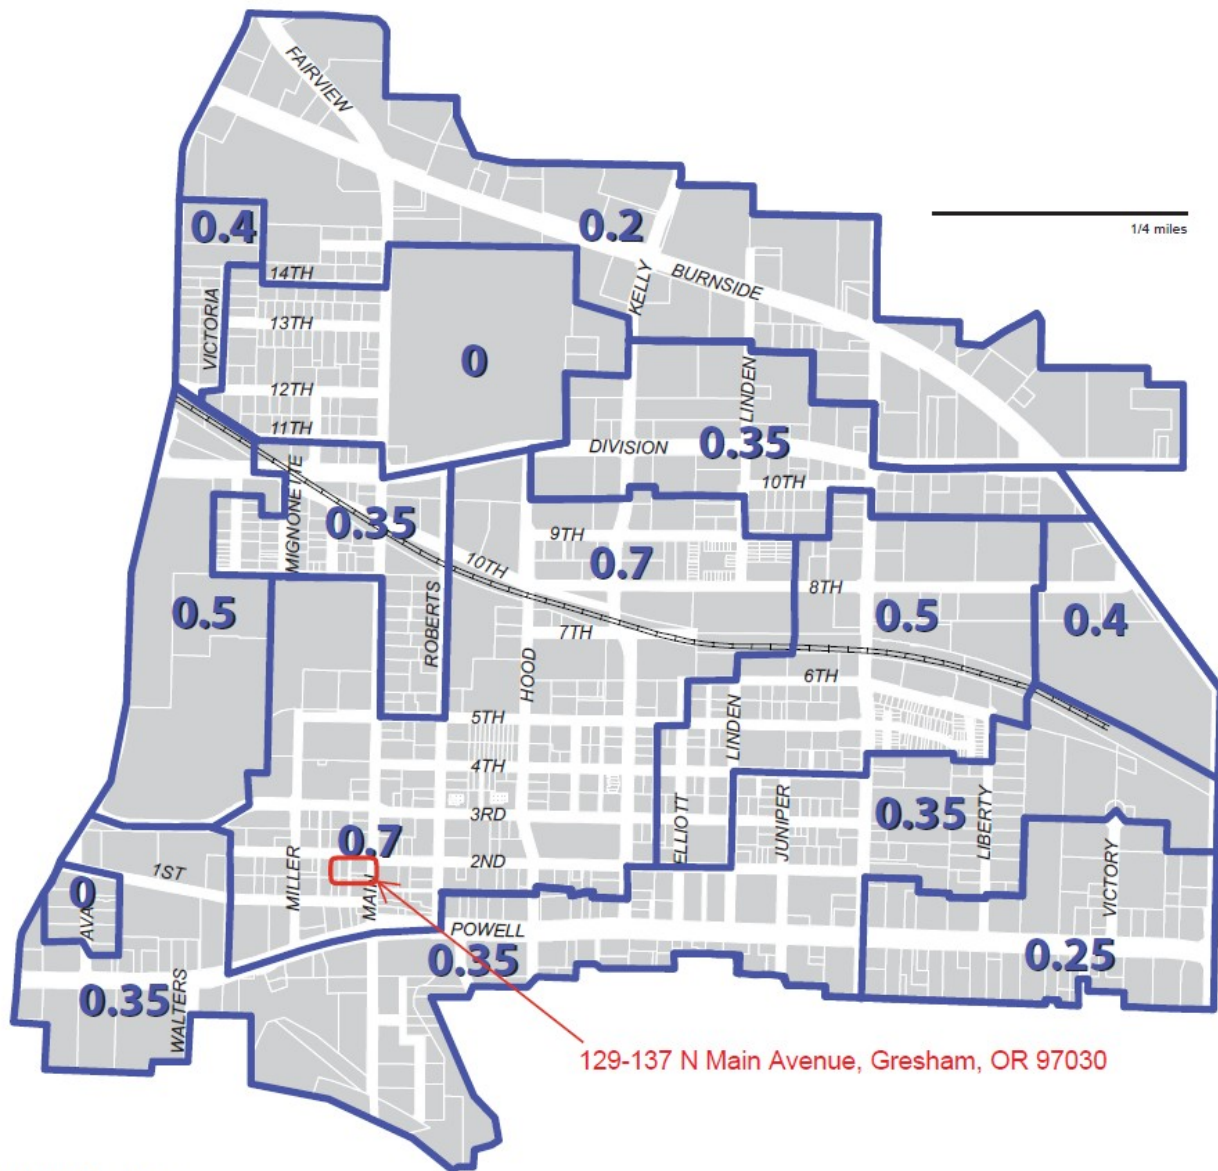 FAIRVIEW
0.4
0.2
1/4 miles
14TH
KELLY
BURNSIDE
VICTORIA
13TH
0
12TH
LINDEN
11TH
DIVISION
0.35
MIGNONETTE
10TH
0.35
9TH
0.7
10TH
8TH
0.5
ROBERTS
0.5
0.4
7TH
HOOD
6TH
5TH
LINDEN
4TH
3RD
ELLIOTT
JUNIPER
0.35
LIBERTY
0.7
2ND
1ST
MILLER
MAIN
0
AVA
VICTORY
POWELL
0.35
0.25
0.35
WALTERS
129-137 N Main Avenue, Gresham, OR 97030